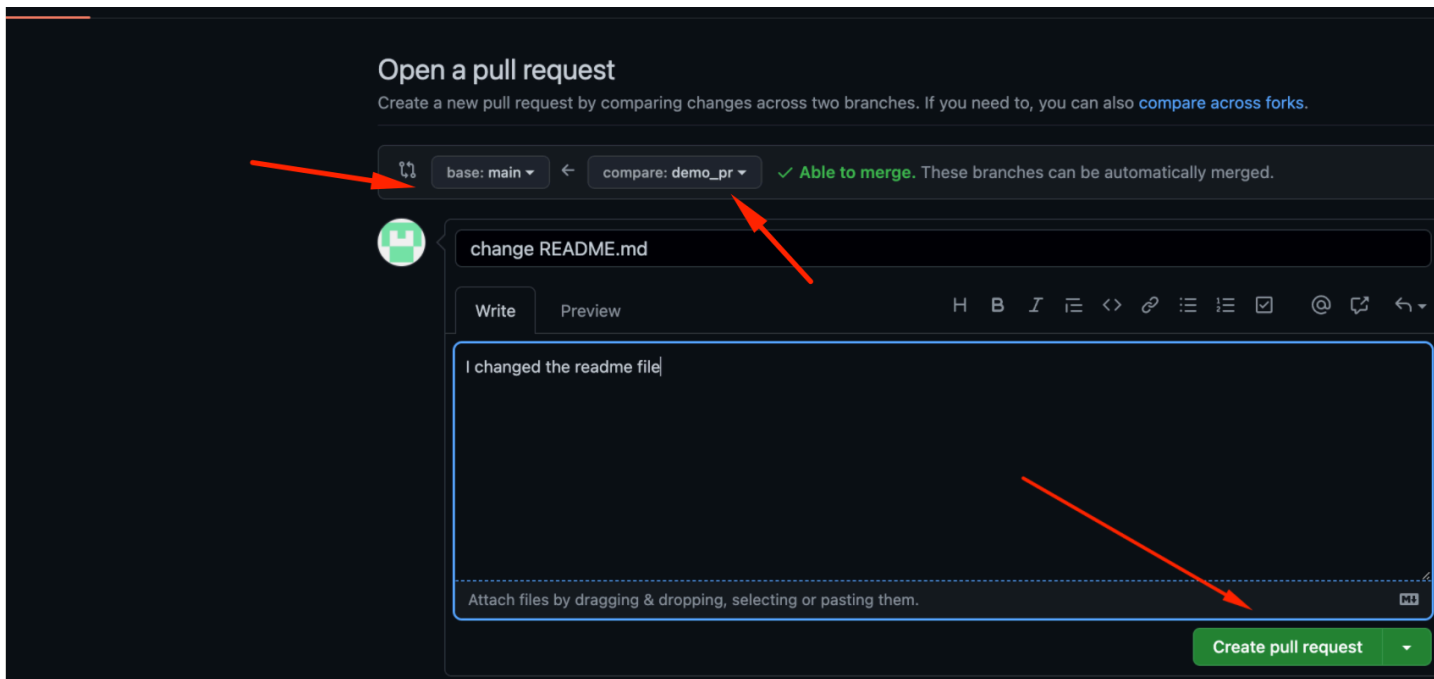 Open a pull request
Create a new pull request by comparing changes across two branches. If you need to, you can also compare across forks.
base: main compare: demo_pr Able to merge. These branches can be automatically merged.
change README.md
Write Preview H B I @
I changed the readme file
Attach files by dragging & dropping, selecting or pasting them.
Create pull request